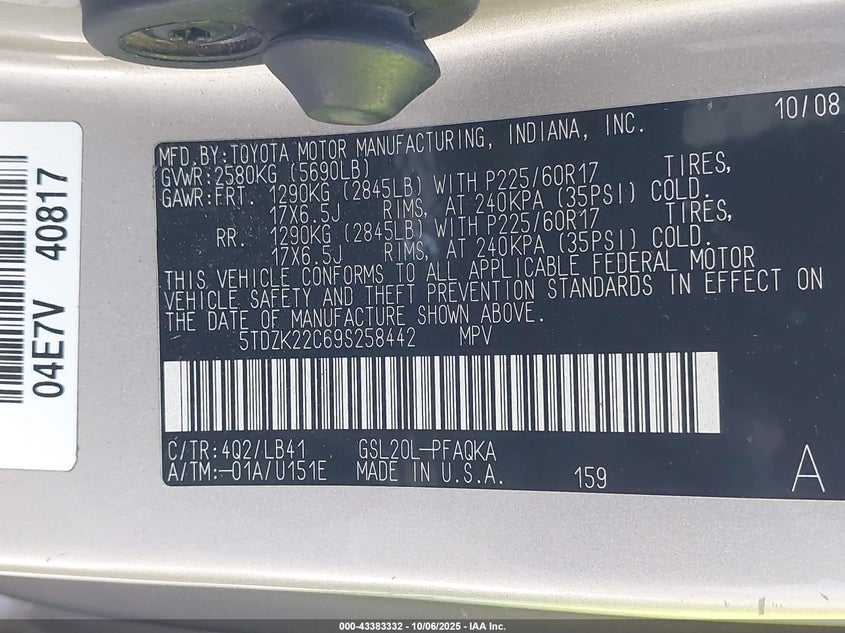 04E7V 40817
10/08
MFD. BY: TOYOTA MOTOR MANUFACTURING, INDIANA, INC.
GVWR: 2580KG (5690LB)
GAWR: FRT. 1290KG (2845LB) WITH P225/60R17 TIRES,
17X6.5J RIMS, AT 240KPA (35PSI) COLD.
RR. 1290KG (2845LB) WITH P225/60R17 TIRES,
17X6.5J RIMS, AT 240KPA (35PSI) COLD.
THIS VEHICLE CONFORMS TO ALL APPLICABLE FEDERAL MOTOR
VEHICLE SAFETY AND THEFT PREVENTION STANDARDS IN EFFECT ON
THE DATE OF MANUFACTURE SHOWN ABOVE.
5TDZK22C69S258442 MPV
C/TR: 4Q2/LB41 GSL20L-PFAQKA
A/TM: -01A/U151E MADE IN U.S.A. 159 A
000-43383332 - 10/06/2025 - IAA Inc.